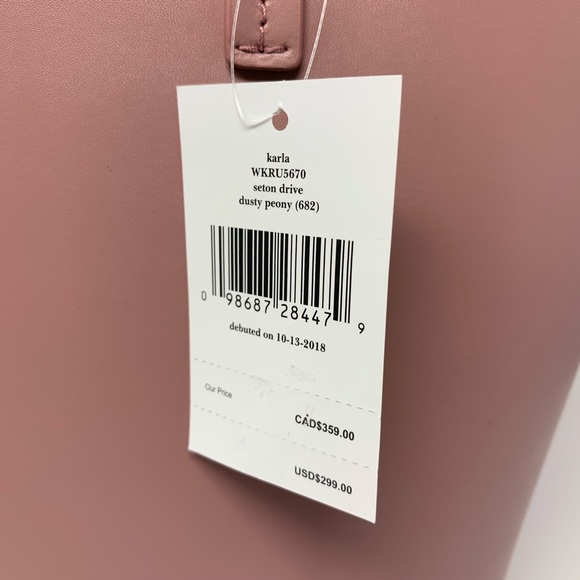 karla
WKRU5670
seton drive
dusty peony (682)
0 98687 28447 9
debuted on 10-13-2018
Our Price
CAD$359.00
USD$299.00